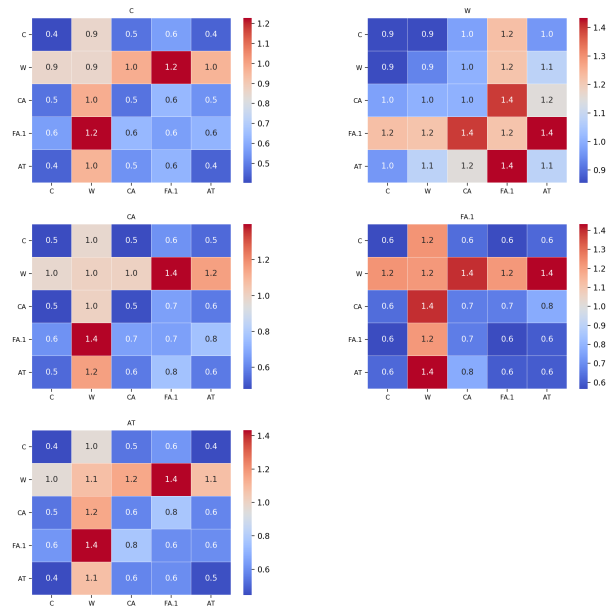 C
C 0.4 0.9 0.5 0.6 0.4
W 0.9 0.9 1.0 1.2 1.0
CA 0.5 1.0 0.5 0.6 0.5
FA.1 0.6 1.2 0.6 0.6 0.6
AT 0.4 1.0 0.5 0.6 0.4
C W CA FA.1 AT
1.2
1.1
1.0
0.9
0.8
0.7
0.6
0.5
W
C 0.9 0.9 1.0 1.2 1.0
W 0.9 0.9 1.0 1.2 1.1
CA 1.0 1.0 1.0 1.4 1.2
FA.1 1.2 1.2 1.4 1.2 1.4
AT 1.0 1.1 1.2 1.4 1.1
C W CA FA.1 AT
1.4
1.3
1.2
1.1
1.0
0.9
CA
C 0.5 1.0 0.5 0.6 0.5
W 1.0 1.0 1.0 1.4 1.2
CA 0.5 1.0 0.5 0.7 0.6
FA.1 0.6 1.4 0.7 0.7 0.8
AT 0.5 1.2 0.6 0.8 0.6
C W CA FA.1 AT
1.2
1.0
0.8
0.6
FA.1
C 0.6 1.2 0.6 0.6 0.6
W 1.2 1.2 1.4 1.2 1.4
CA 0.6 1.4 0.7 0.7 0.8
FA.1 0.6 1.2 0.7 0.6 0.6
AT 0.6 1.4 0.8 0.6 0.6
C W CA FA.1 AT
1.4
1.3
1.2
1.1
1.0
0.9
0.8
0.7
0.6
AT
C 0.4 1.0 0.5 0.6 0.4
W 1.0 1.1 1.2 1.4 1.1
CA 0.5 1.2 0.6 0.8 0.6
FA.1 0.6 1.4 0.8 0.6 0.6
AT 0.4 1.1 0.6 0.6 0.5
C W CA FA.1 AT
1.4
1.2
1.0
0.8
0.6